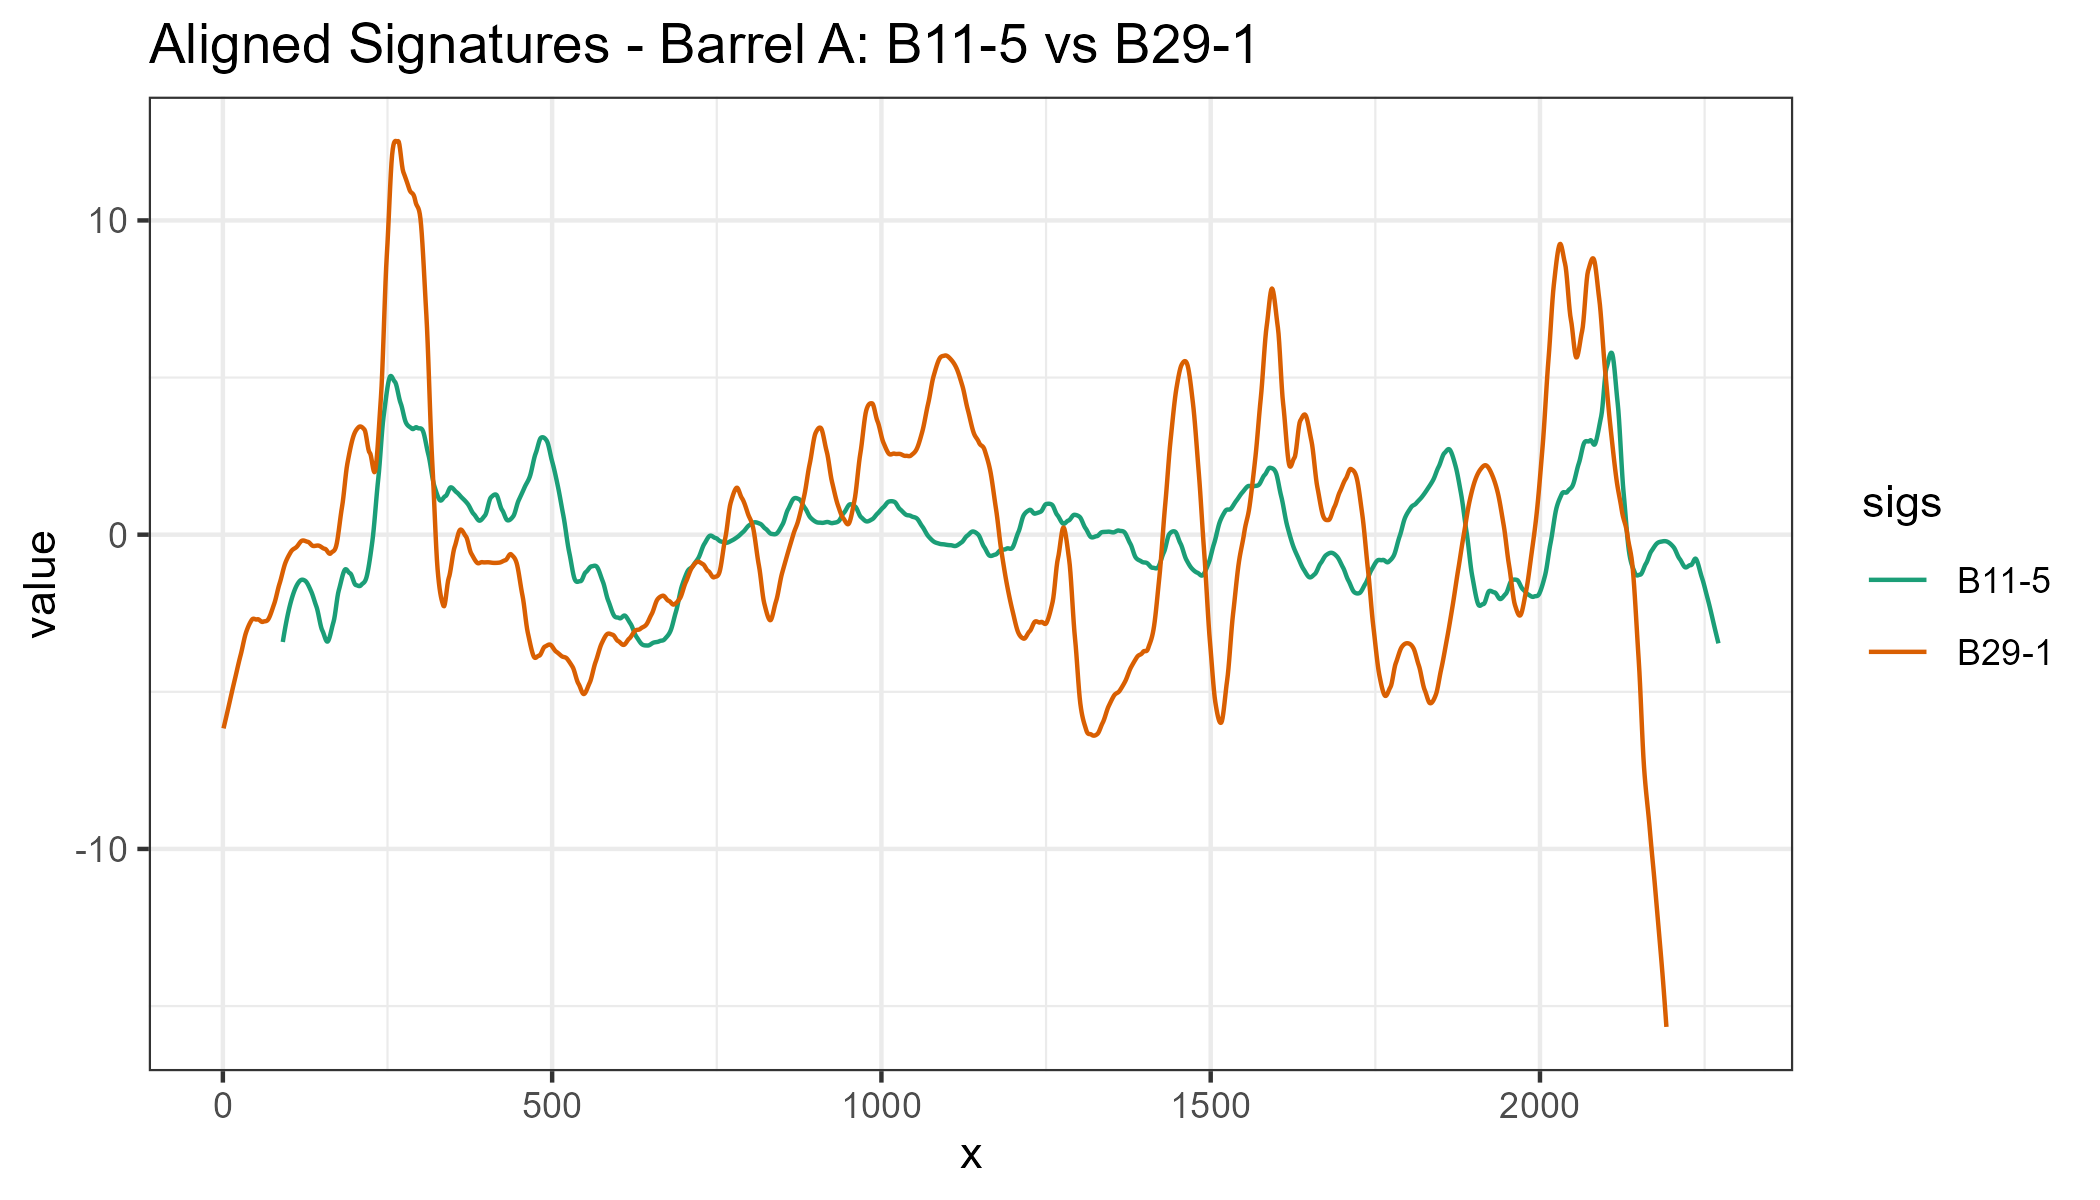 Aligned Signatures - Barrel A: B11-5 vs B29-1
value
10
0
-10
0
500
1000
1500
2000
x
sigs
B11-5
B29-1